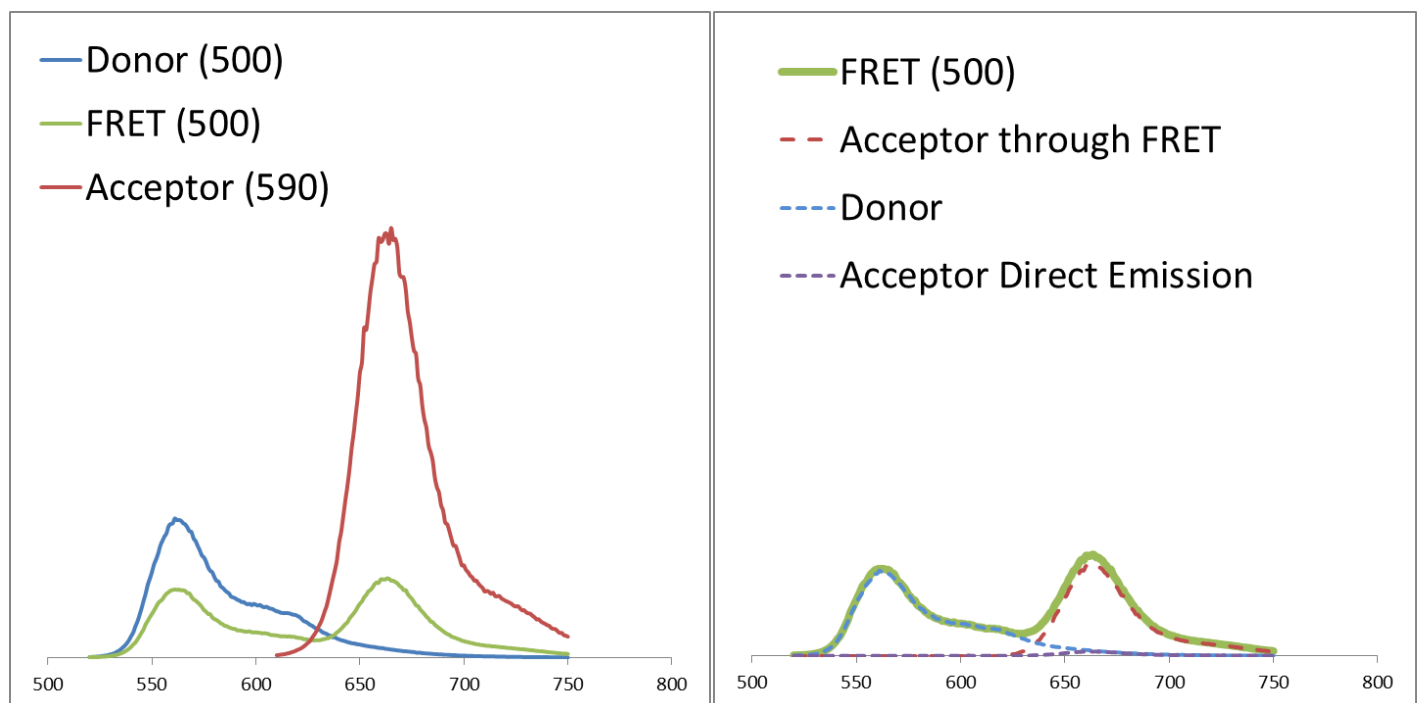 Donor (500)
FRET (500)
Acceptor (590)
500 550 600 650 700 750 800
FRET (500)
Acceptor through FRET
Donor
Acceptor Direct Emission
500 550 600 650 700 750 800